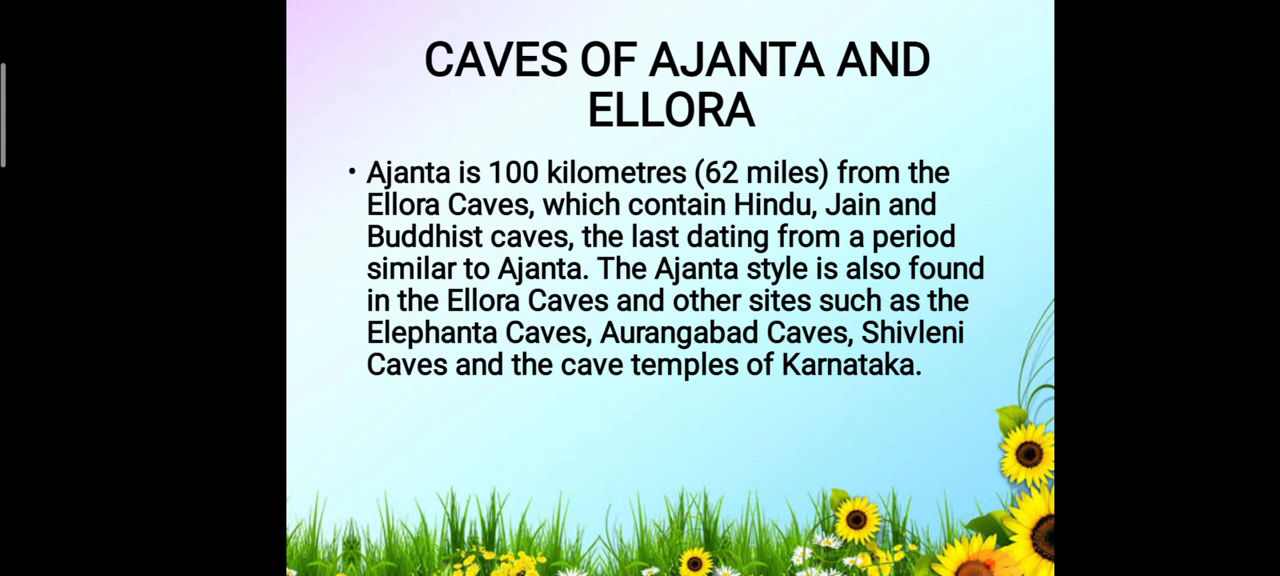 CAVES OF AJANTA AND
ELLORA
• Ajanta is 100 kilometres (62 miles) from the
Ellora Caves, which contain Hindu, Jain and
Buddhist caves, the last dating from a period
similar to Ajanta. The Ajanta style is also found
in the Ellora Caves and other sites such as the
Elephanta Caves, Aurangabad Caves, Shivleni
Caves and the cave temples of Karnataka.